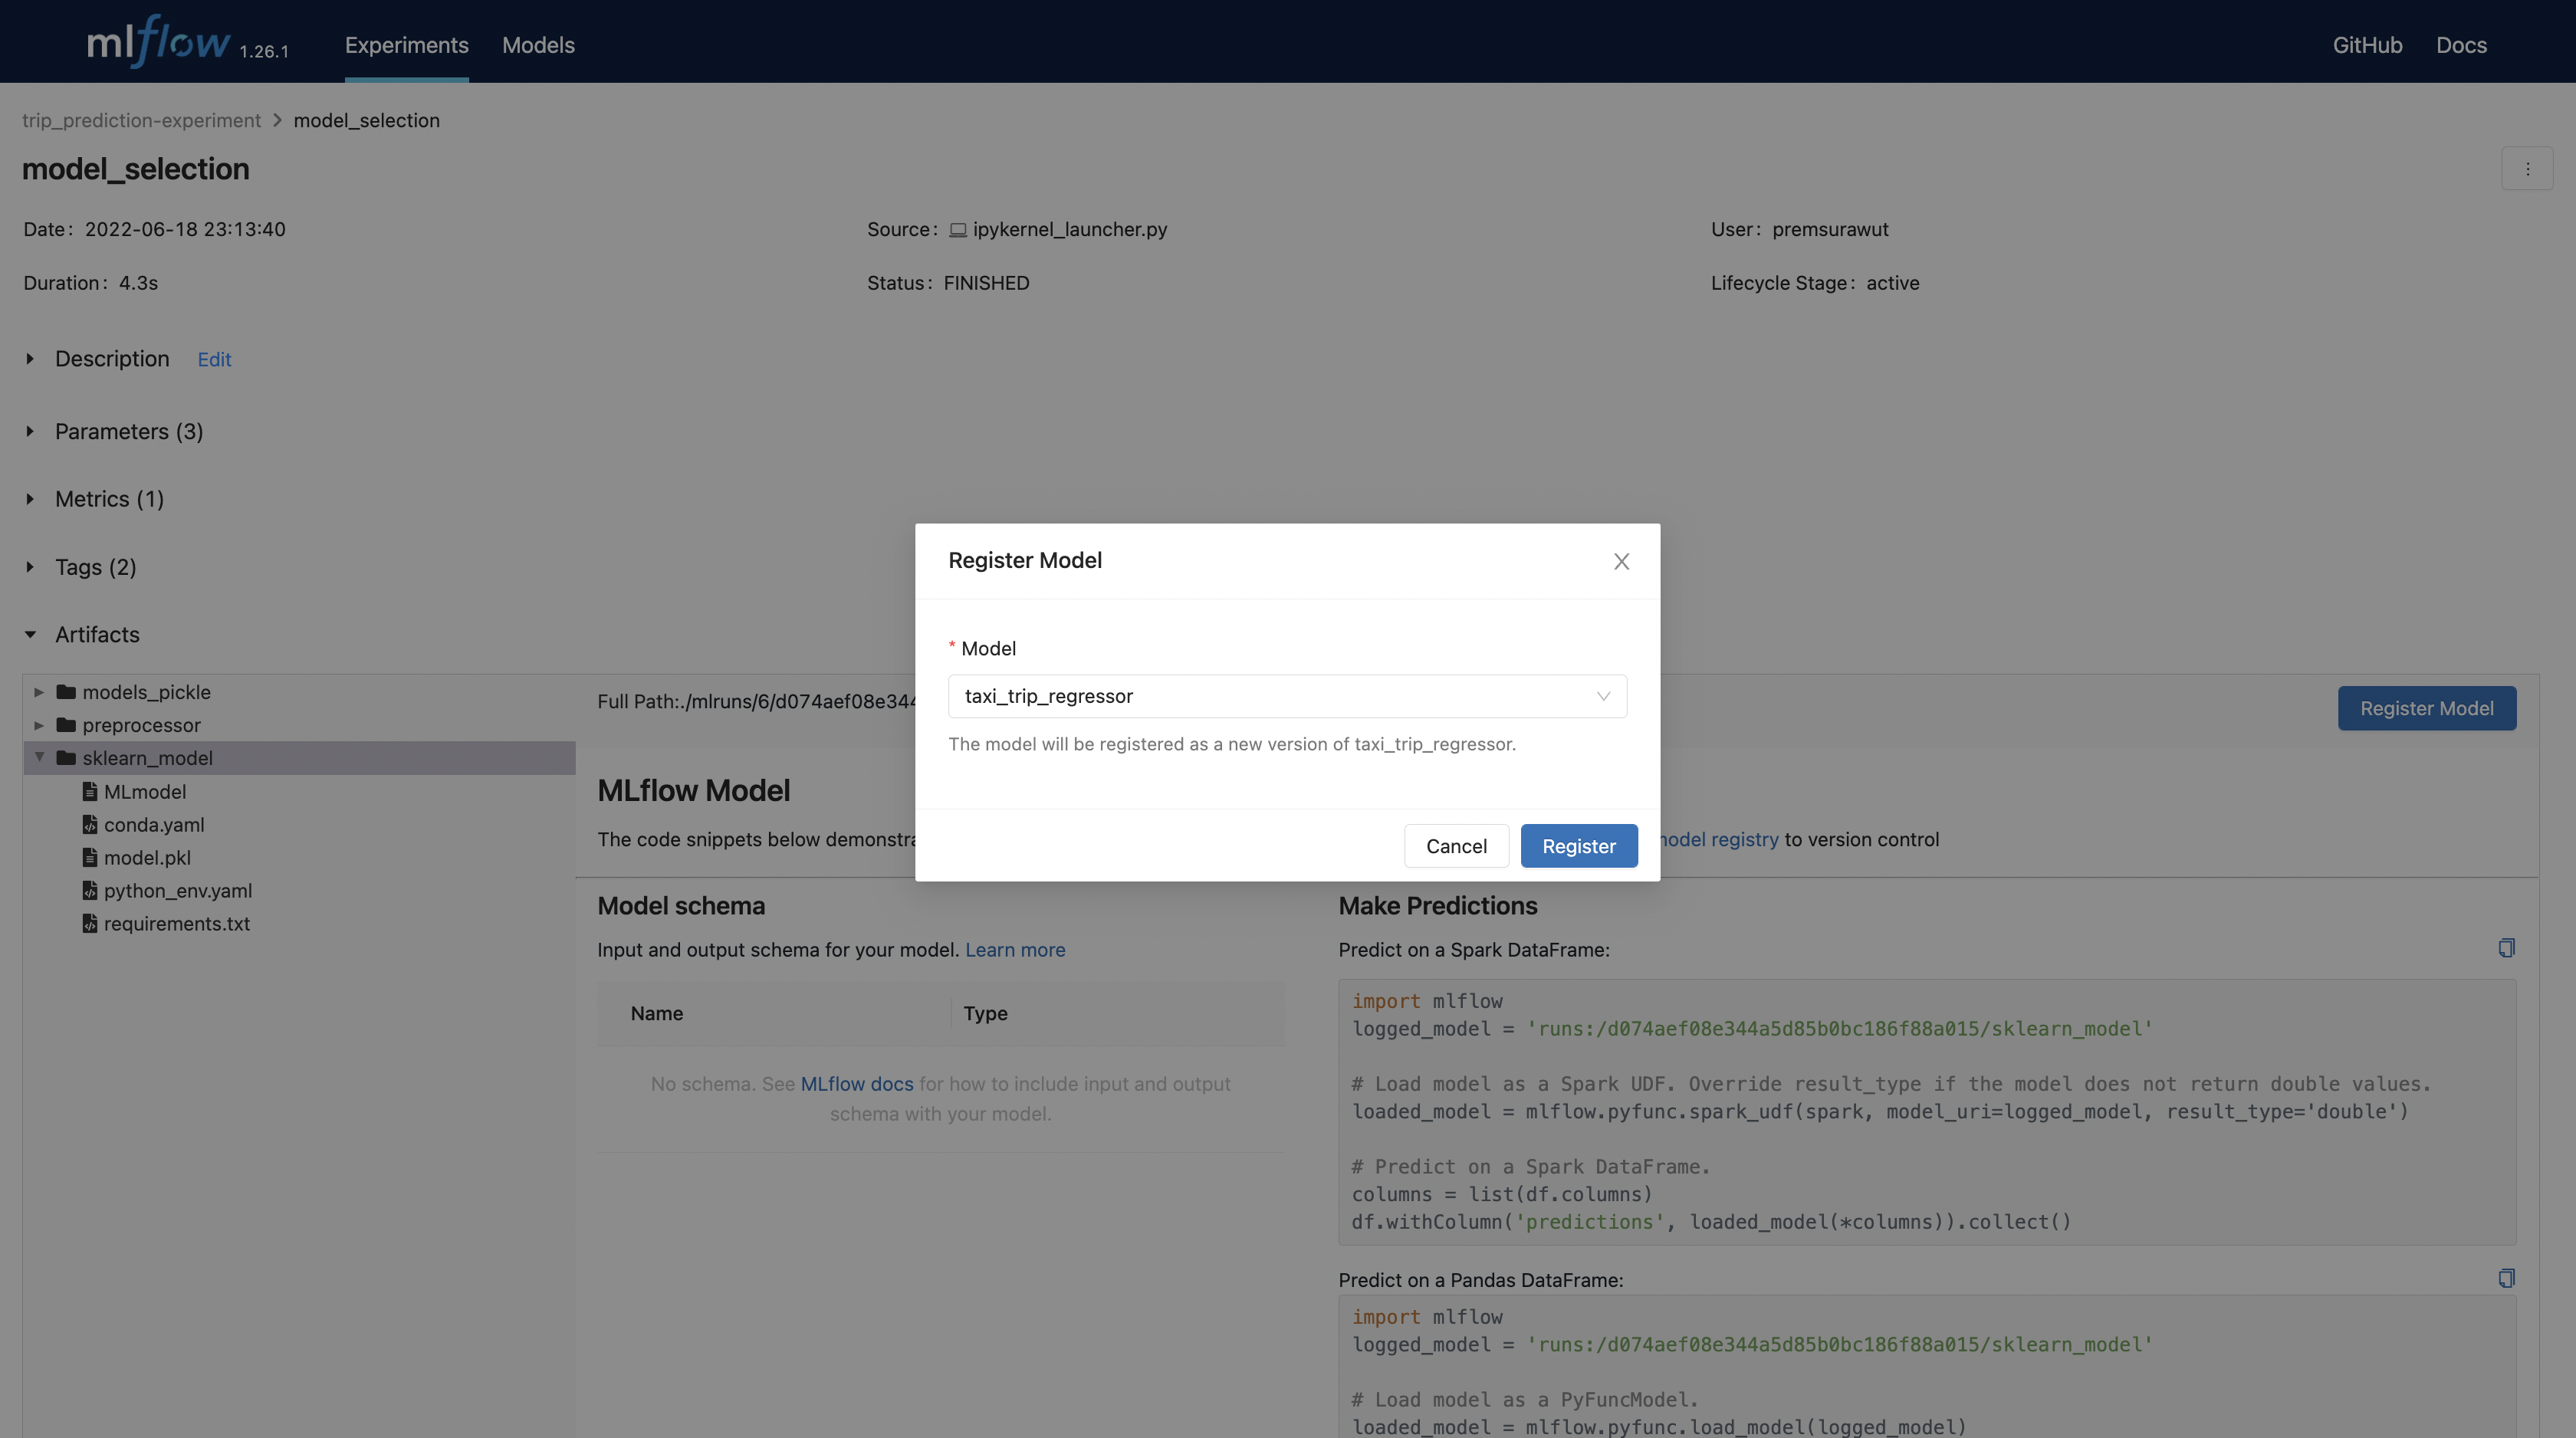 mlflow 1.26.1 Experiments Models GitHub Docs
trip_prediction-experiment > model_selection
model_selection
Date: 2022-06-18 23:13:40 Source: ipykernel_launcher.py User: premsurawut
Duration: 4.3s Status: FINISHED Lifecycle Stage: active
Description Edit
Parameters (3)
Metrics (1)
Tags (2)
Artifacts
models_pickle
preprocessor
sklearn_model
MLmodel
conda.yaml
model.pkl
python_env.yaml
requirements.txt
Full Path:./mlruns/6/d074aef08e344
Register Model
MLflow Model
The code snippets below demonstra
model registry to version control
Register Model
* Model
taxi_trip_regressor
The model will be registered as a new version of taxi_trip_regressor.
Cancel Register
Model schema
Input and output schema for your model. Learn more
Name Type
No schema. See MLflow docs for how to include input and output
schema with your model.
Make Predictions
Predict on a Spark DataFrame:
import mlflow
logged_model = 'runs:/d074aef08e344a5d85b0bc186f88a015/sklearn_model'
# Load model as a Spark UDF. Override result_type if the model does not return double values.
loaded_model = mlflow.pyfunc.spark_udf(spark, model_uri=logged_model, result_type='double')
# Predict on a Spark DataFrame.
columns = list(df.columns)
df.withColumn('predictions', loaded_model(*columns)).collect()
Predict on a Pandas DataFrame:
import mlflow
logged_model = 'runs:/d074aef08e344a5d85b0bc186f88a015/sklearn_model'
# Load model as a PyFuncModel.
loaded_model = mlflow.pyfunc.load_model(logged_model)